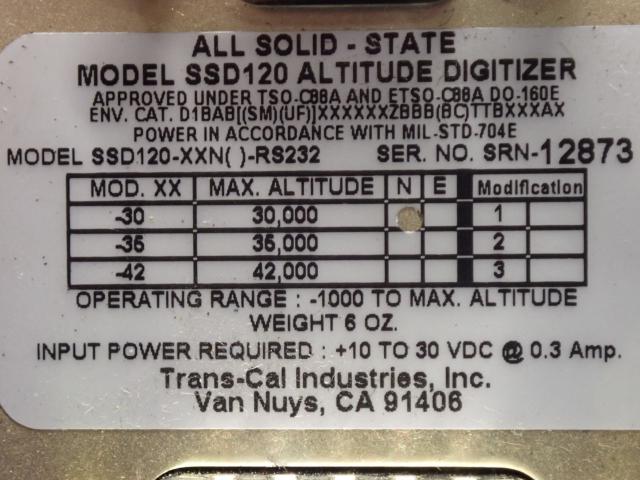 ALL SOLID - STATE
MODEL SSD120 ALTITUDE DIGITIZER
APPROVED UNDER TSO-C88A AND ETSO-C88A DO-160E
ENV. CAT. D1BAB[(SM)(UF)]XXXXXXZBBB(BC)TTBXXXAX
POWER IN ACCORDANCE WITH MIL-STD-704E
MODEL SSD120-XXN( )-RS232 SER. NO. SRN-12873
MOD. XX MAX. ALTITUDE N E Modification
-30 30,000 1
-35 35,000 2
-42 42,000 3
OPERATING RANGE : -1000 TO MAX. ALTITUDE
WEIGHT 6 OZ.
INPUT POWER REQUIRED : +10 TO 30 VDC @ 0.3 Amp.
Trans-Cal Industries, Inc.
Van Nuys, CA 91406